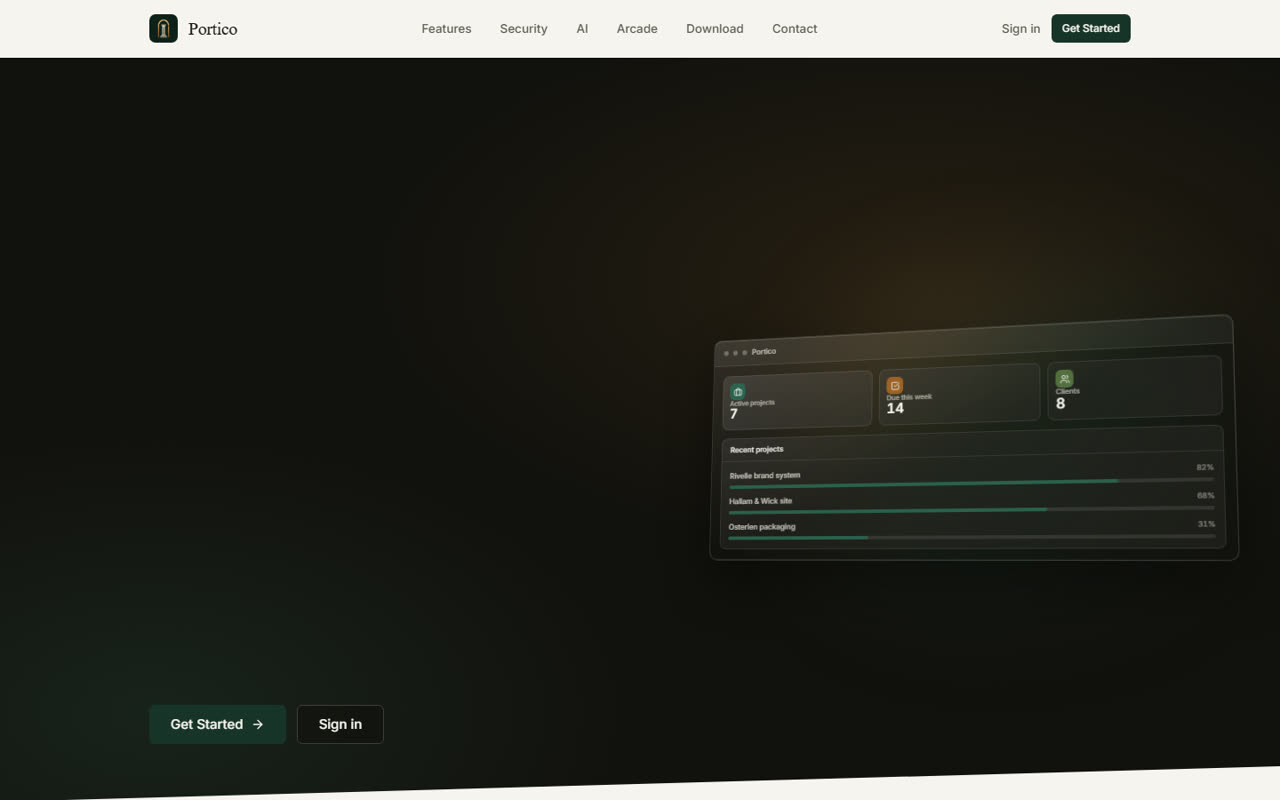 Portico
Features
Security
AI
Arcade
Download
Contact
Sign in
Get Started
Portico
Active projects
7
Due this week
14
Clients
8
Recent projects
Rivelle brand system
82%
Hallam & Wick site
68%
Osterlen packaging
31%
Get Started →
Sign in